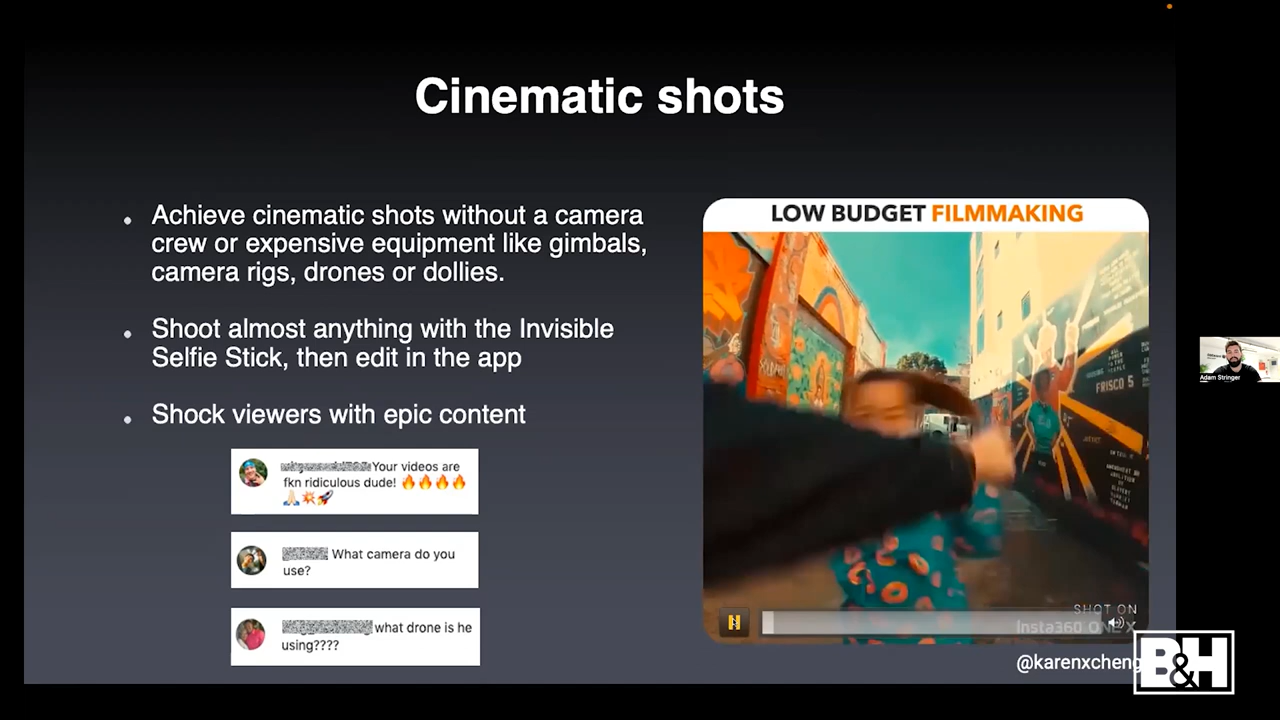 Cinematic shots
Achieve cinematic shots without a camera
crew or expensive equipment like gimbals,
camera rigs, drones or dollies.
Shoot almost anything with the Invisible
Selfie Stick, then edit in the app
Shock viewers with epic content
Your videos are
fkn ridiculous dude! 🔥🔥🔥🔥
🙏🏻💥🚀
What camera do you
use?
what drone is he
using????
LOW BUDGET FILMMAKING
FRISCO 5
SHOT ON
Insta360 ONE X
@karenxcheng
B&H
Adam Stringer